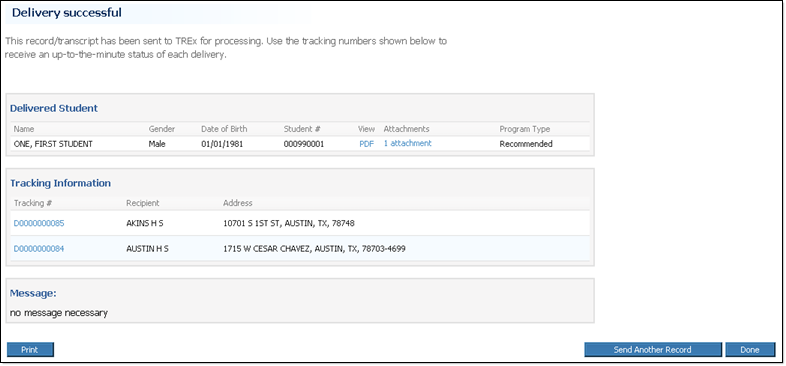 Delivery successful
This record/transcript has been sent to TREx for processing. Use the tracking numbers shown below to
receive an up-to-the-minute status of each delivery.
Delivered Student
Name Gender Date of Birth Student # View Attachments Program Type
ONE, FIRST STUDENT Male 01/01/1981 000990001 PDF 1 attachment Recommended
Tracking Information
Tracking # Recipient Address
D0000000085 AKINS H S 10701 S 1ST ST, AUSTIN, TX, 78748
D0000000084 AUSTIN H S 1715 W CESAR CHAVEZ, AUSTIN, TX, 78703-4699
Message:
no message necessary
Print Send Another Record Done